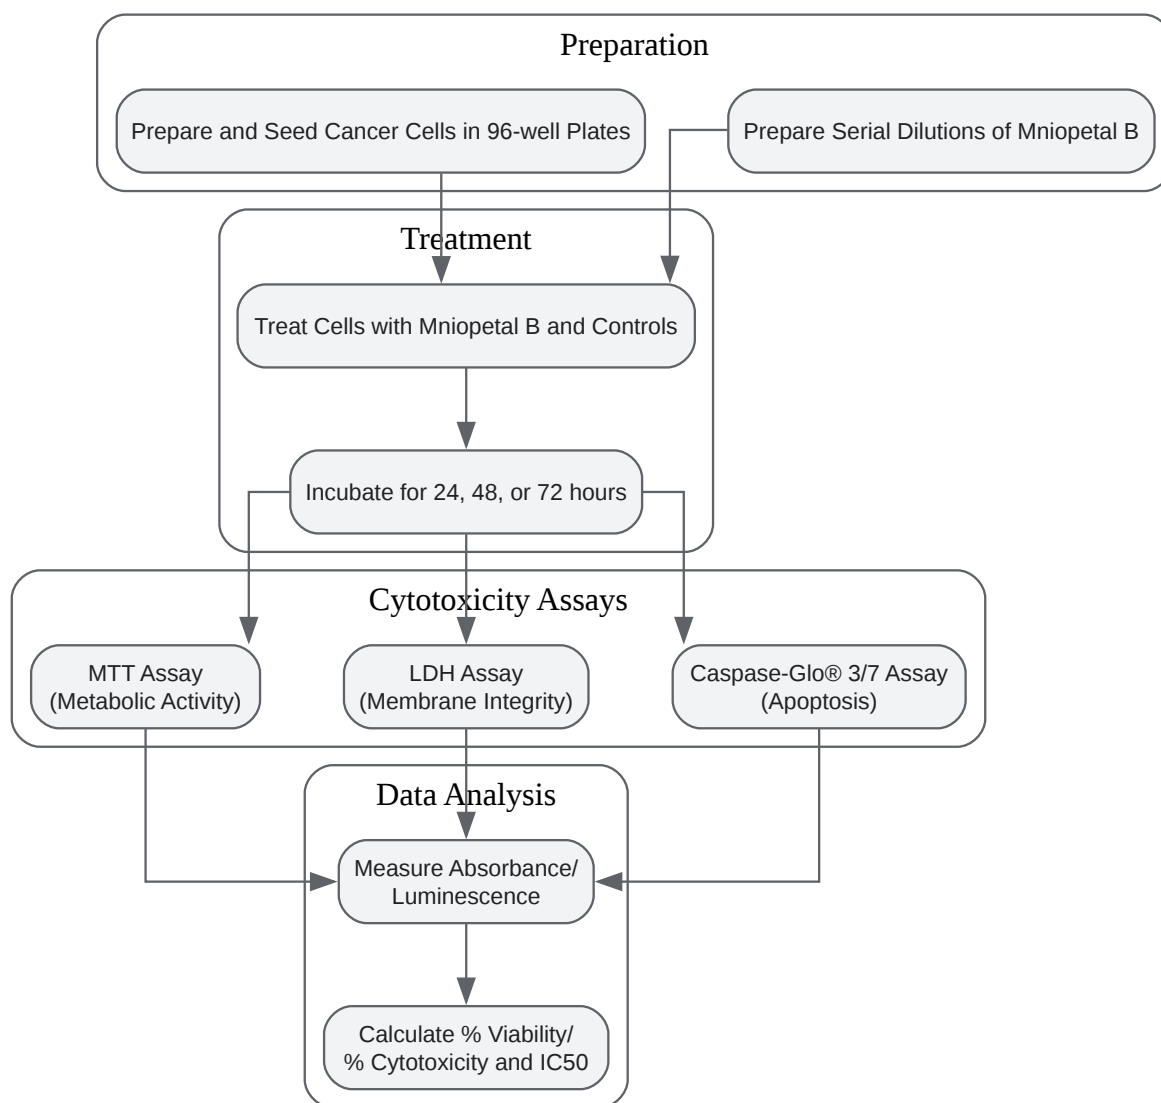 Preparation
Prepare and Seed Cancer Cells in 96-well Plates
Prepare Serial Dilutions of Mniopetal B
Treatment
Treat Cells with Mniopetal B and Controls
Incubate for 24, 48, or 72 hours
Cytotoxicity Assays
MTT Assay
(Metabolic Activity)
LDH Assay
(Membrane Integrity)
Caspase-Glo® 3/7 Assay
(Apoptosis)
Data Analysis
Measure Absorbance/
Luminescence
Calculate % Viability/
% Cytotoxicity and IC50